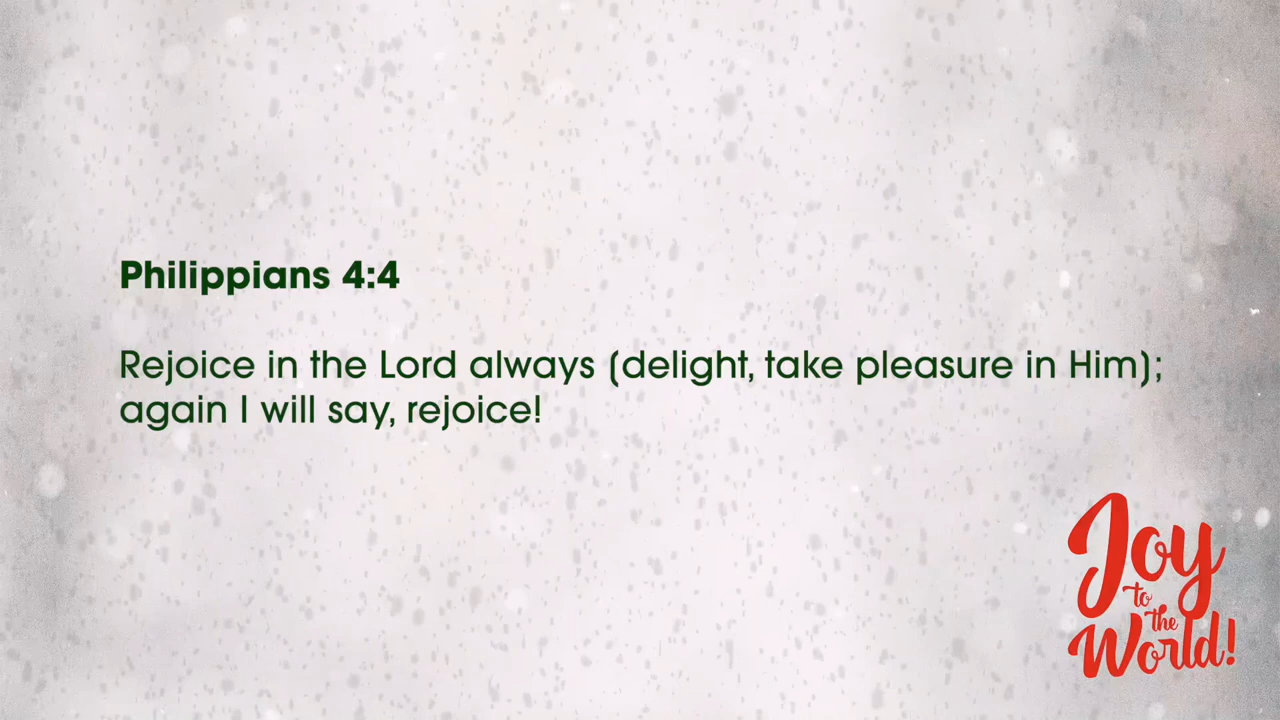 Philippians 4:4
Rejoice in the Lord always (delight, take pleasure in Him);
again I will say, rejoice!
Joy
to
the
World!